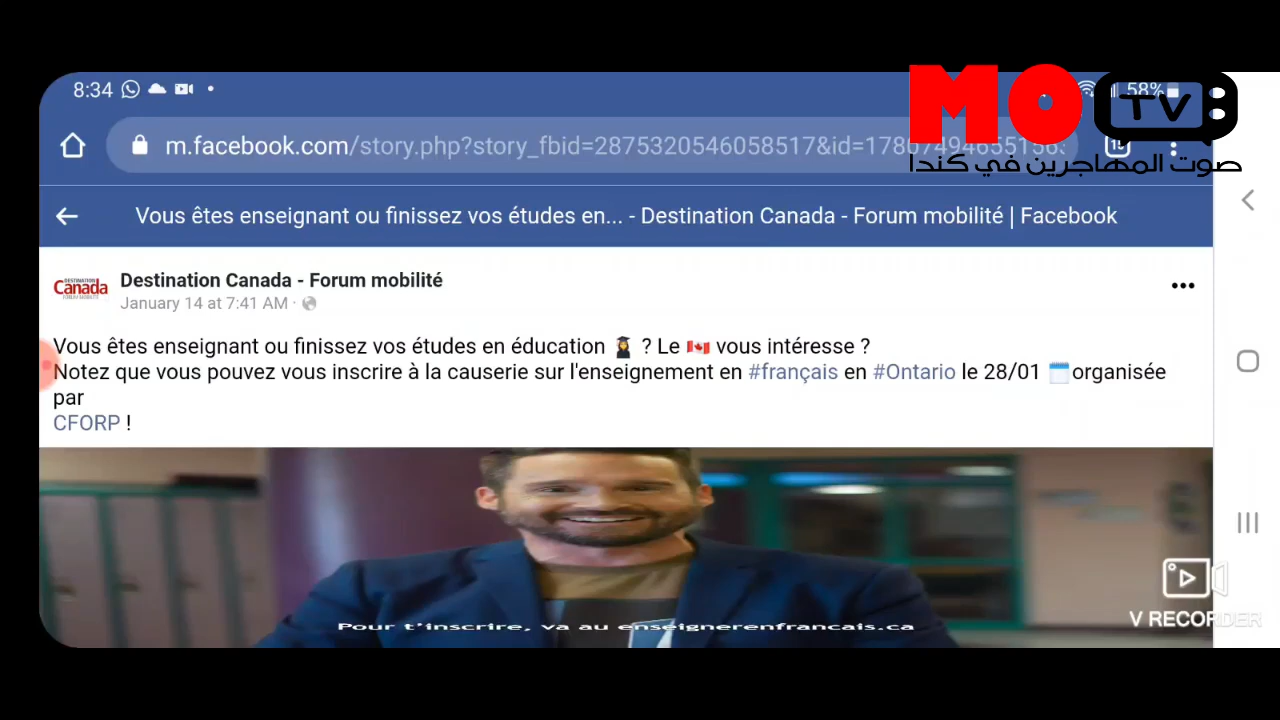 8:34
58%
MO TV
صوت المهاجرين في كندا
m.facebook.com/story.php?story_fbid=2875320546058517&id=178074946551
Vous êtes enseignant ou finissez vos études en... - Destination Canada - Forum mobilité | Facebook
DESTINATION
Canada
FORUM MOBILITÉ
Destination Canada - Forum mobilité
January 14 at 7:41 AM ·
Vous êtes enseignant ou finissez vos études en éducation ? Le vous intéresse ?
Notez que vous pouvez vous inscrire à la causerie sur l'enseignement en #français en #Ontario le 28/01 organisée
par
CFORP !
Pour t'inscrire, va au enseignerenfrancais.ca
V RECORDER